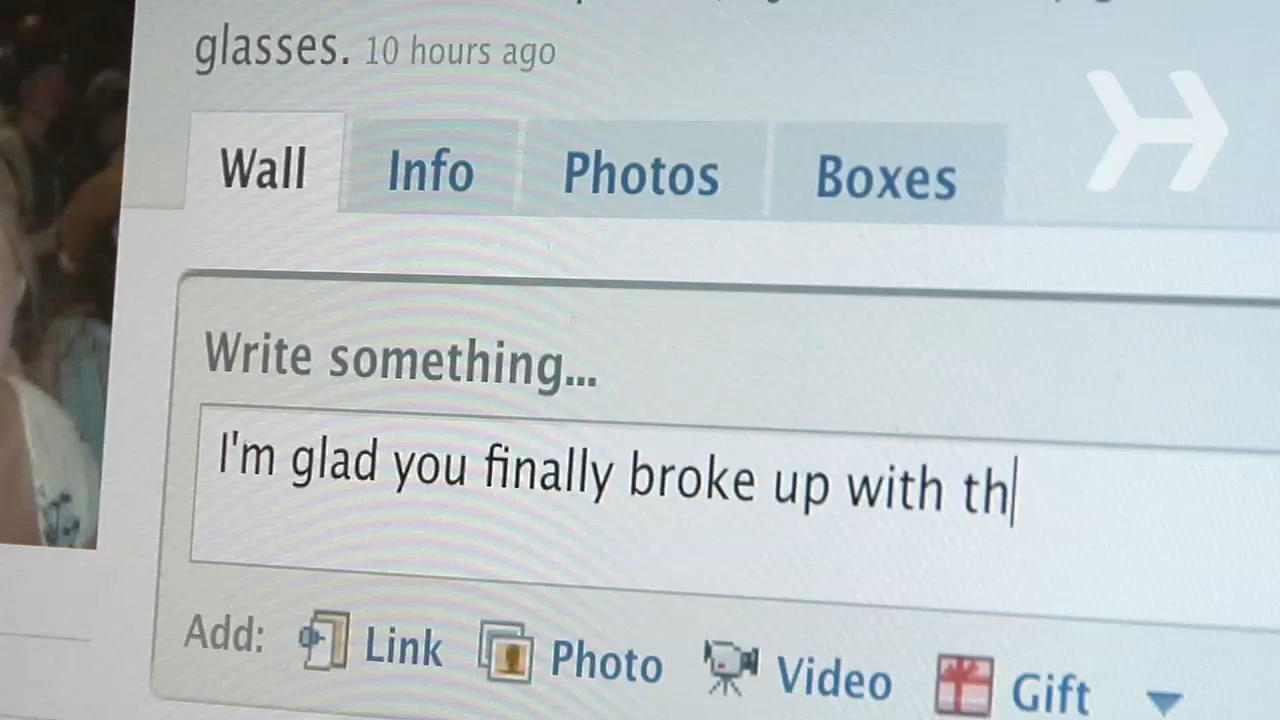 glasses. 10 hours ago
Wall Info Photos Boxes
Write something...
I'm glad you finally broke up with th
Add: Link Photo Video Gift